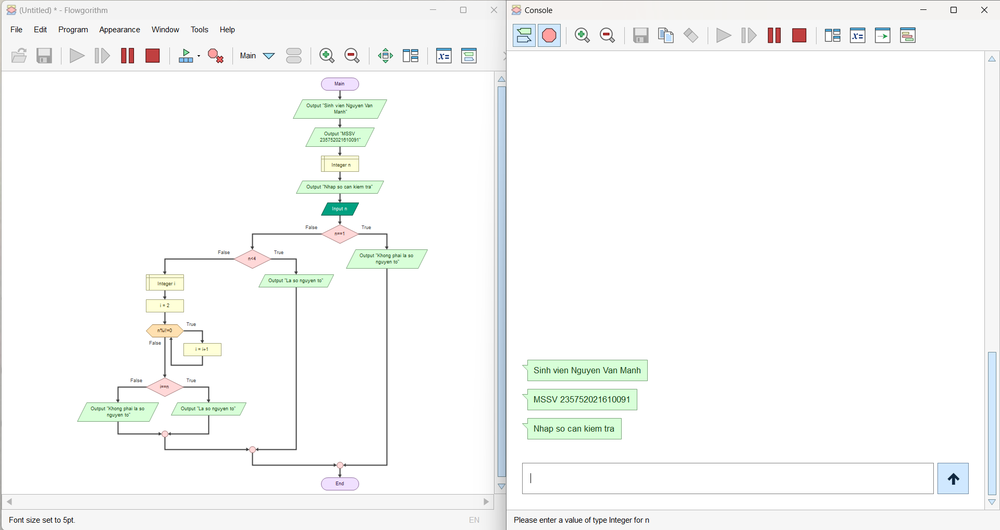 (Untitled) * - Flowgorithm
File Edit Program Appearance Window Tools Help
Main
Main
Output "Sinh vien Nguyen Van
Manh"
Output "MSSV
235752021610091"
Integer n
Output "Nhap so can kiem tra"
Input n
False
True
n==1
False
True
n<4
Output "Khong phai la so
nguyen to"
Integer i
Output "La so nguyen to"
i = 2
True
n%i!=0
False
i = i+1
False
True
i==n
Output "Khong phai la so
nguyen to"
Output "La so nguyen to"
End
Font size set to 5pt.
EN
Console
x=
x=
Sinh vien Nguyen Van Manh
MSSV 235752021610091
Nhap so can kiem tra
Please enter a value of type Integer for n